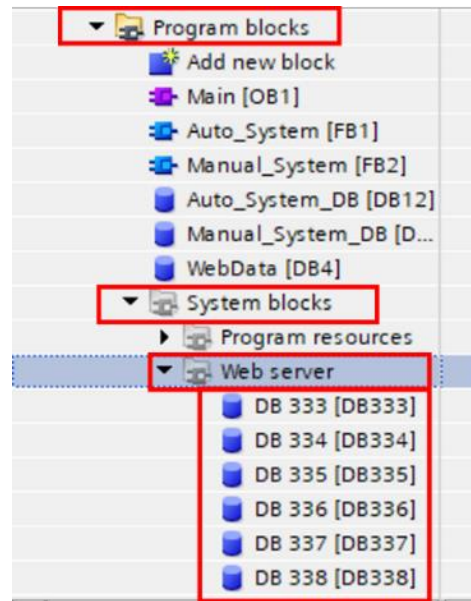 Program blocks
Add new block
Main [OB1]
Auto_System [FB1]
Manual_System [FB2]
Auto_System_DB [DB12]
Manual_System_DB [D...
WebData [DB4]
System blocks
Program resources
Web server
DB 333 [DB333]
DB 334 [DB334]
DB 335 [DB335]
DB 336 [DB336]
DB 337 [DB337]
DB 338 [DB338]